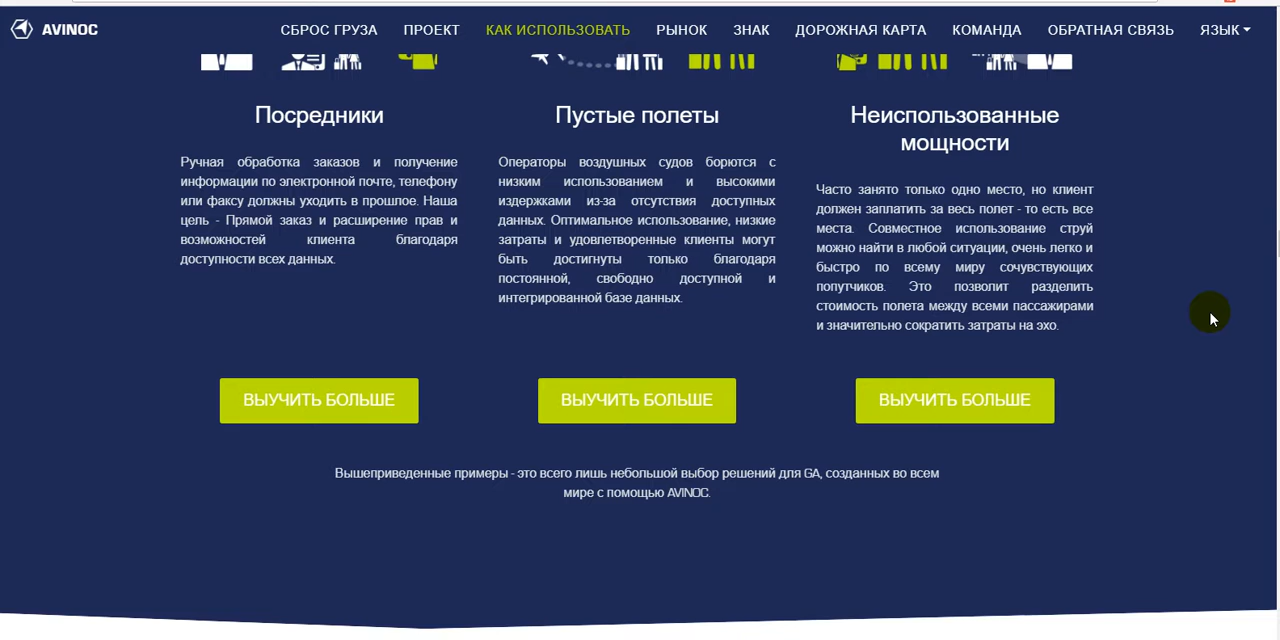 AVINOC СБРОС ГРУЗА ПРОЕКТ КАК ИСПОЛЬЗОВАТЬ РЫНОК ЗНАК ДОРОЖНАЯ КАРТА КОМАНДА ОБРАТНАЯ СВЯЗЬ ЯЗЫК
Посредники
Ручная обработка заказов и получение
информации по электронной почте, телефону
или факсу должны уходить в прошлое. Наша
цель - Прямой заказ и расширение прав и
возможностей клиента благодаря
доступности всех данных.
ВЫУЧИТЬ БОЛЬШЕ
Пустые полеты
Операторы воздушных судов борются с
низким использованием и высокими
издержками из-за отсутствия доступных
данных. Оптимальное использование, низкие
затраты и удовлетворенные клиенты могут
быть достигнуты только благодаря
постоянной, свободно доступной и
интегрированной базе данных.
ВЫУЧИТЬ БОЛЬШЕ
Неиспользованные
мощности
Часто занято только одно место, но клиент
должен заплатить за весь полет - то есть все
места. Совместное использование струй
можно найти в любой ситуации, очень легко и
быстро по всему миру сочувствующих
попутчиков. Это позволит разделить
стоимость полета между всеми пассажирами
и значительно сократить затраты на эхо.
ВЫУЧИТЬ БОЛЬШЕ
Вышеприведенные примеры - это всего лишь небольшой выбор решений для GA, созданных во всем
мире с помощью AVINOC.